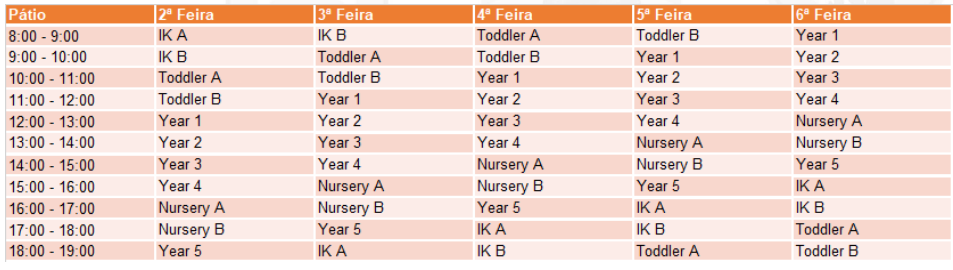 Pátio 2ª Feira 3ª Feira 4ª Feira 5ª Feira 6ª Feira
8:00 - 9:00 IK A IK B Toddler A Toddler B Year 1
9:00 - 10:00 IK B Toddler A Toddler B Year 1 Year 2
10:00 - 11:00 Toddler A Toddler B Year 1 Year 2 Year 3
11:00 - 12:00 Toddler B Year 1 Year 2 Year 3 Year 4
12:00 - 13:00 Year 1 Year 2 Year 3 Year 4 Nursery A
13:00 - 14:00 Year 2 Year 3 Year 4 Nursery A Nursery B
14:00 - 15:00 Year 3 Year 4 Nursery A Nursery B Year 5
15:00 - 16:00 Year 4 Nursery A Nursery B Year 5 IK A
16:00 - 17:00 Nursery A Nursery B Year 5 IK A IK B
17:00 - 18:00 Nursery B Year 5 IK A IK B Toddler A
18:00 - 19:00 Year 5 IK A IK B Toddler A Toddler B